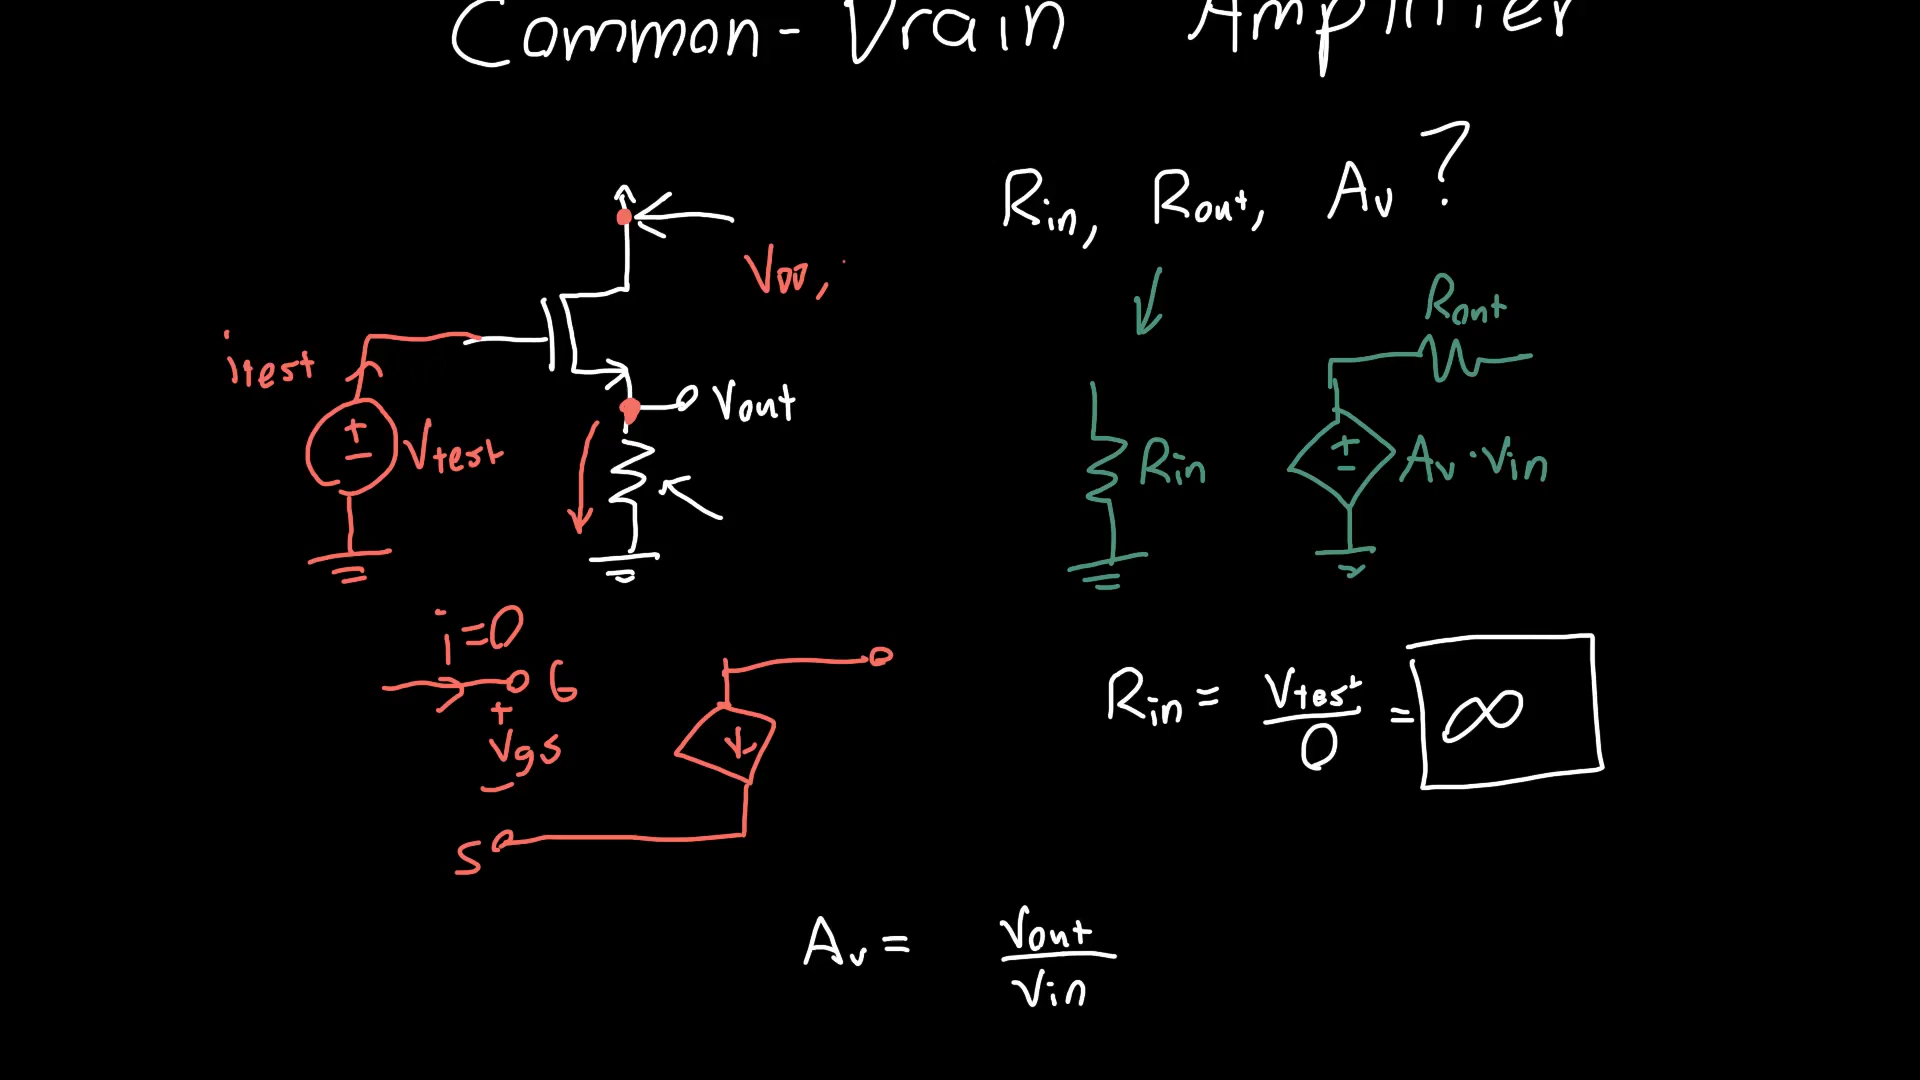 Common-Drain Amplifier
Rin, Rout, Av ?
VDD,
itest
+
-
Vtest
Vout
Rout
Rin
+
-
Av·Vin
i=0
G
+
Vgs
-
S
Rin = Vtest / 0 = ∞
Av = Vout / Vin